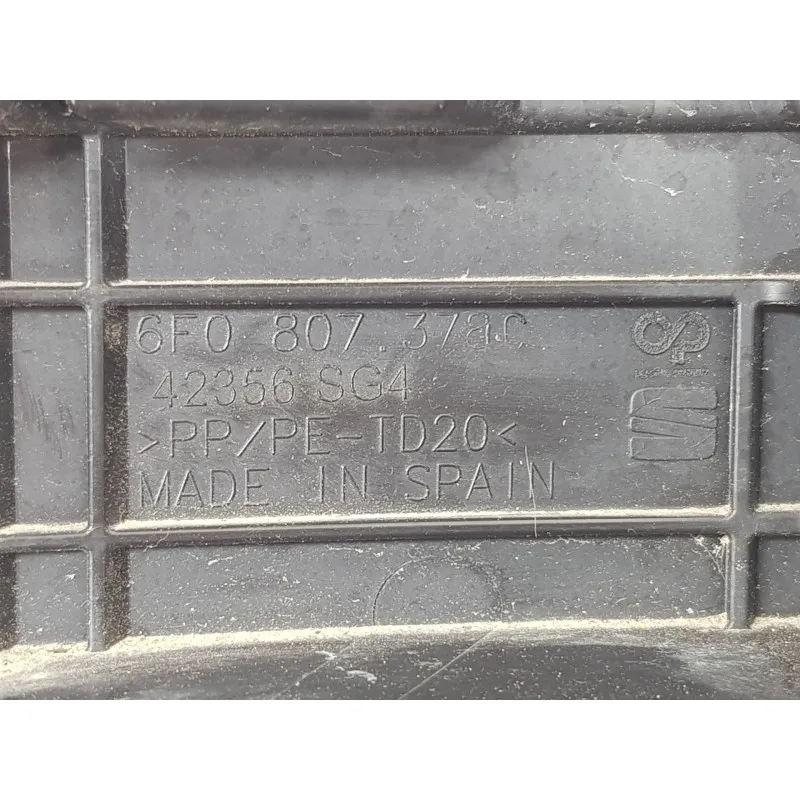 6F0 807 378C
42356 SG4
>PP/PE-TD20<
MADE IN SPAIN